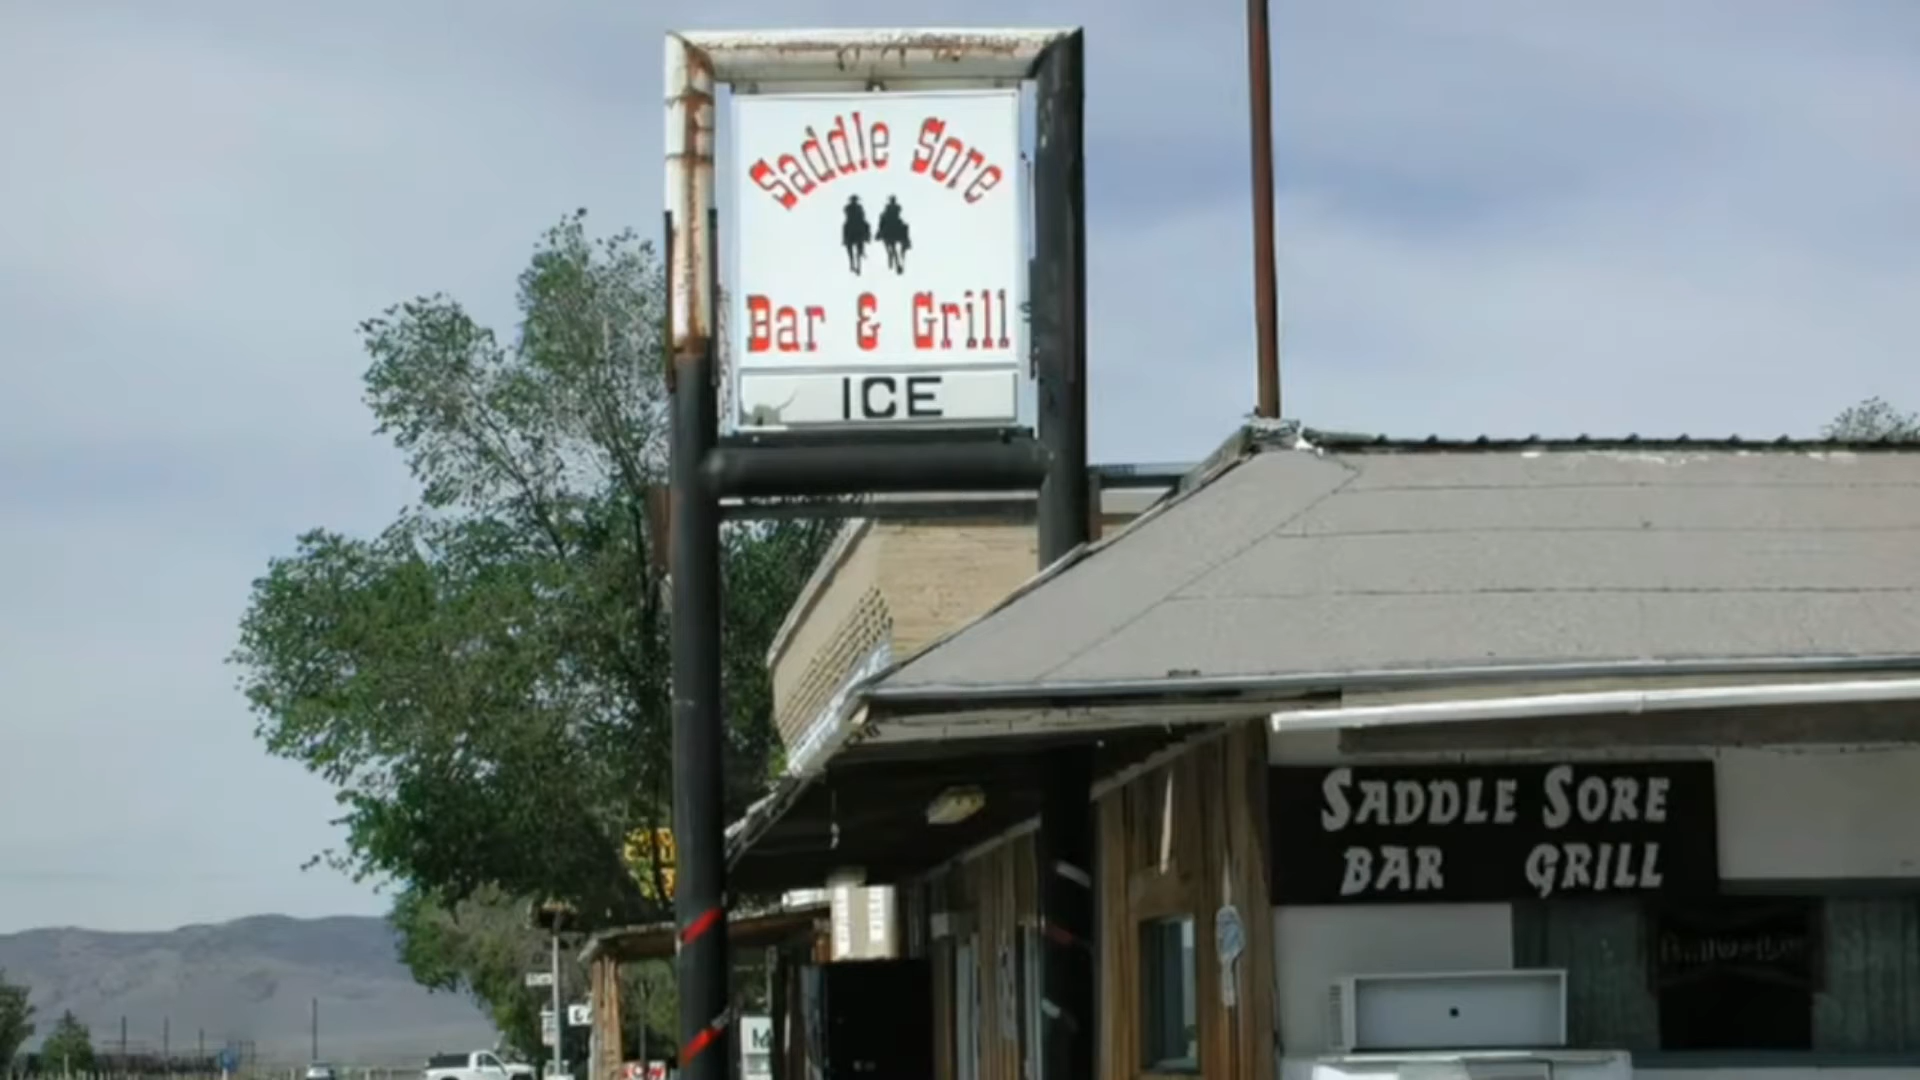 Saddle Sore
Bar & Grill
ICE
SADDLE SORE
BAR GRILL